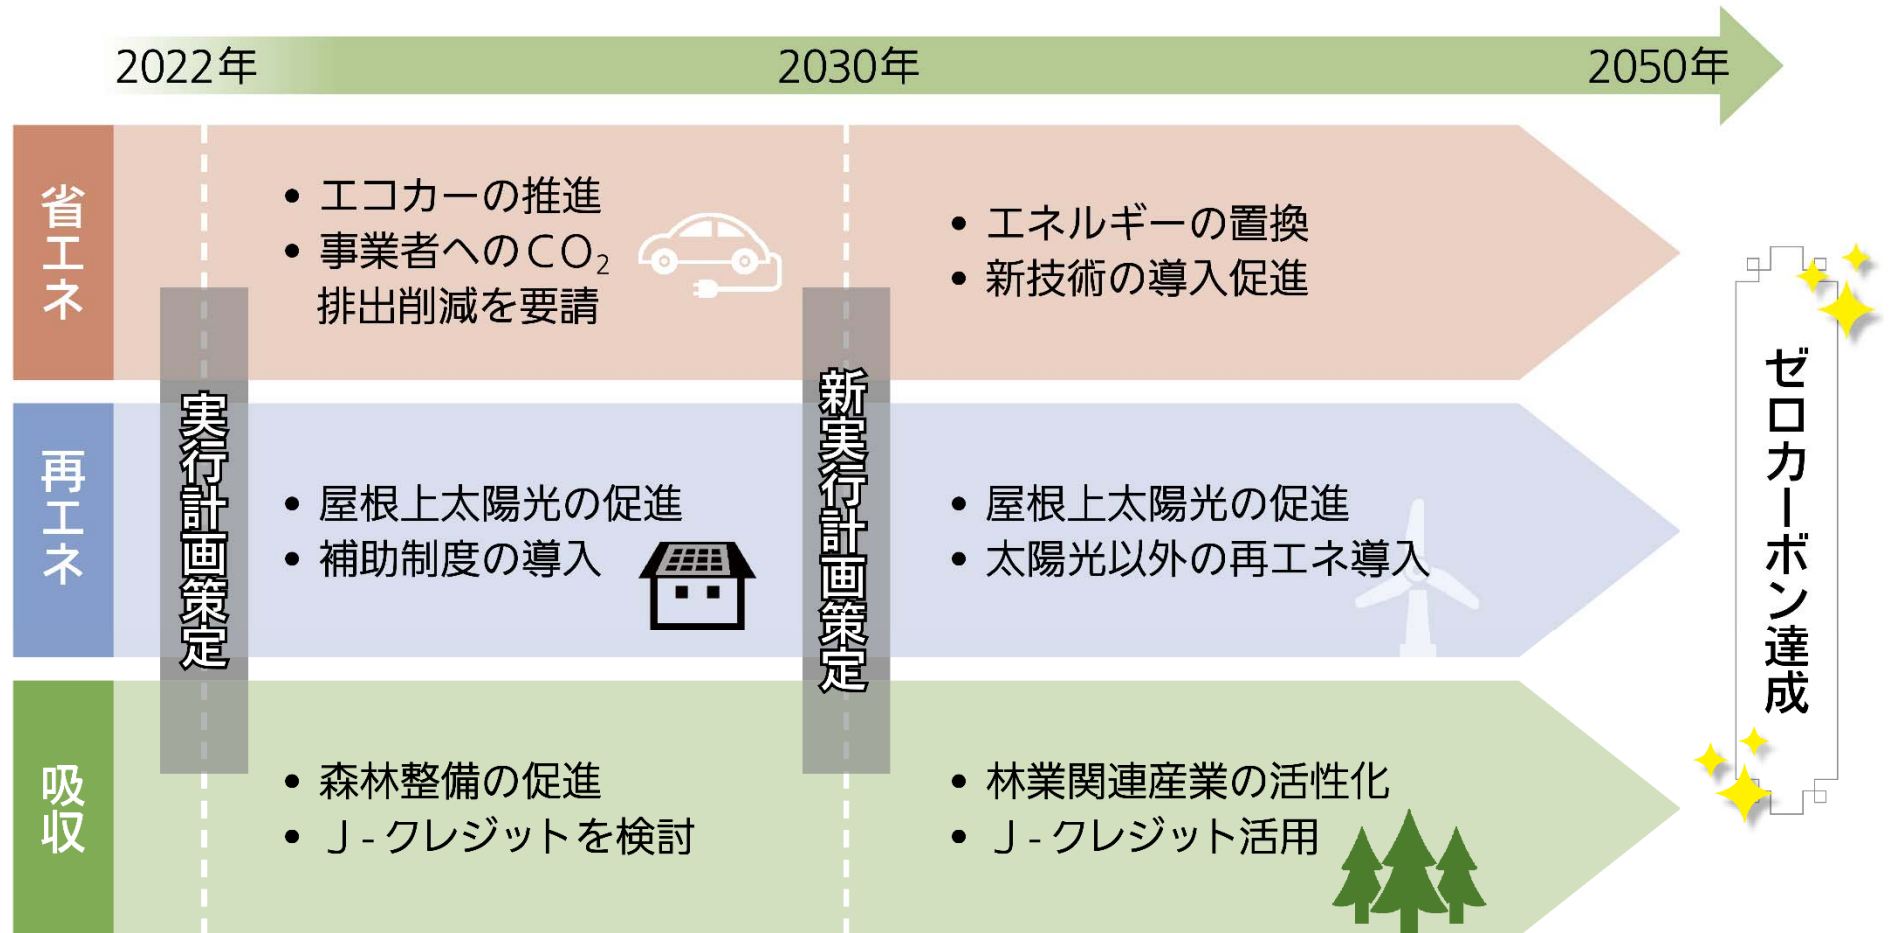 2022年
2030年
2050年
省エネ
• エコカーの推進
• 事業者へのCO₂
排出削減を要請
• エネルギーの置換
• 新技術の導入促進
実行計画策定
新実行計画策定
再エネ
• 屋根上太陽光の促進
• 補助制度の導入
• 屋根上太陽光の促進
• 太陽光以外の再エネ導入
吸収
• 森林整備の促進
• J-クレジットを検討
• 林業関連産業の活性化
• J-クレジット活用
ゼロカーボン達成